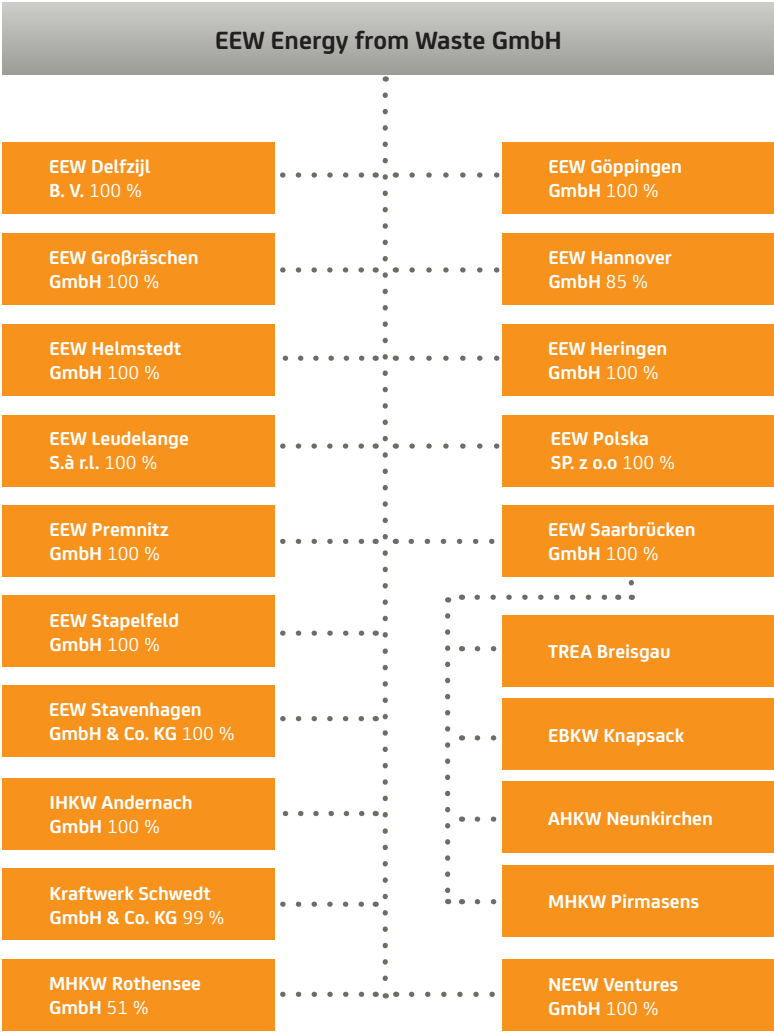 EEW Energy from Waste GmbH
EEW Delfzijl
B. V. 100 %
EEW Göppingen
GmbH 100 %
EEW Großräschen
GmbH 100 %
EEW Hannover
GmbH 85 %
EEW Helmstedt
GmbH 100 %
EEW Heringen
GmbH 100 %
EEW Leudelange
S.à r.l. 100 %
EEW Polska
SP. z o.o 100 %
EEW Premnitz
GmbH 100 %
EEW Saarbrücken
GmbH 100 %
EEW Stapelfeld
GmbH 100 %
TREA Breisgau
EEW Stavenhagen
GmbH & Co. KG 100 %
EBKW Knapsack
IHKW Andernach
GmbH 100 %
AHKW Neunkirchen
Kraftwerk Schwedt
GmbH & Co. KG 99 %
MHKW Pirmasens
MHKW Rothensee
GmbH 51 %
NEEW Ventures
GmbH 100 %